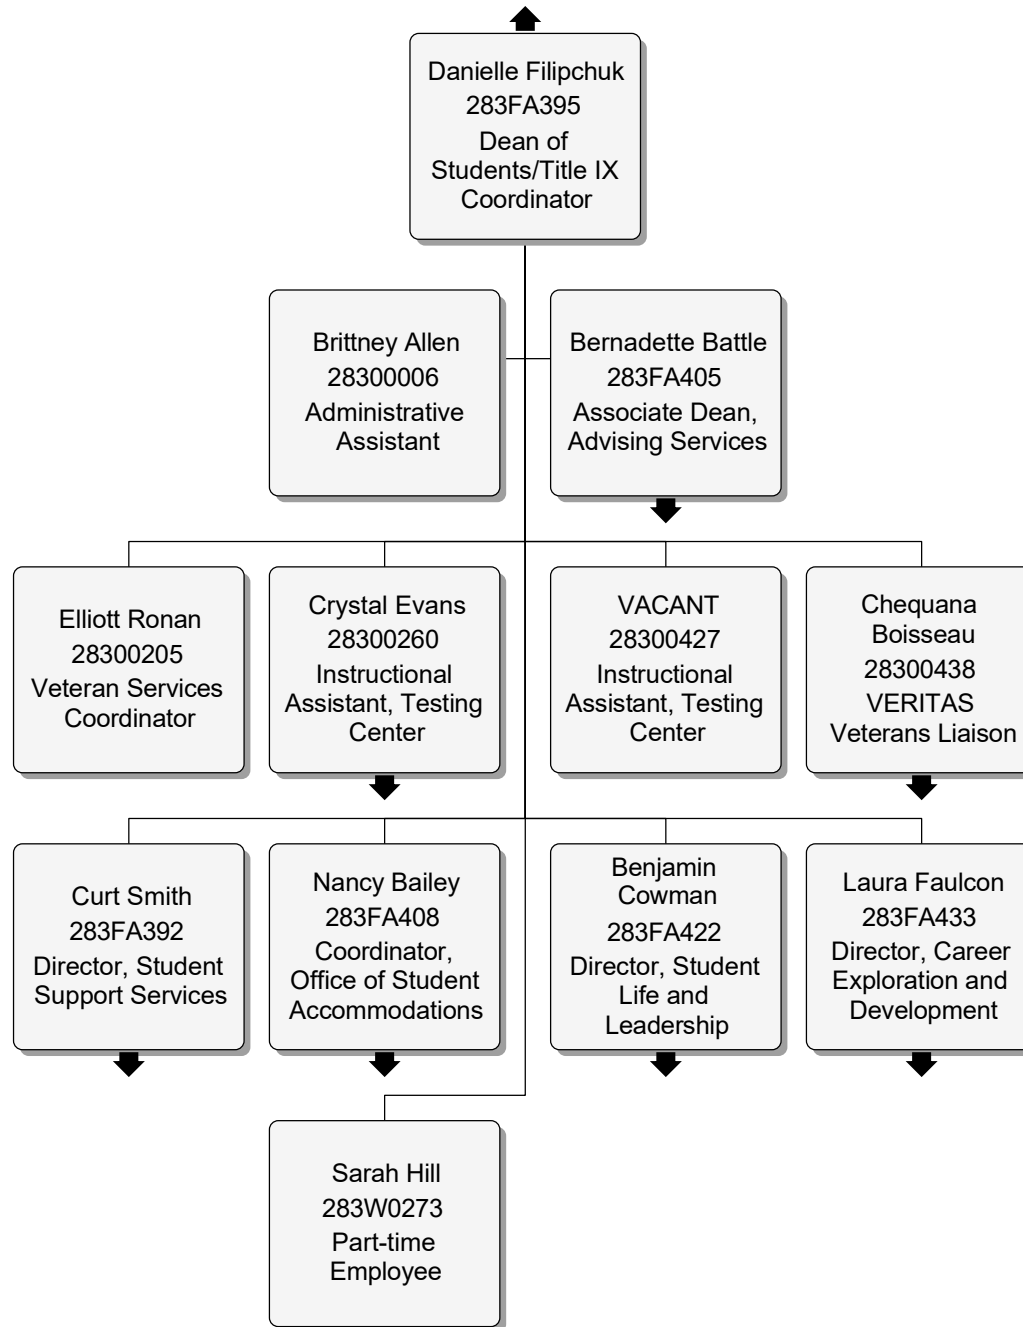 Danielle Filipchuk
283FA395
Dean of
Students/Title IX
Coordinator
Brittney Allen
28300006
Administrative
Assistant
Bernadette Battle
283FA405
Associate Dean,
Advising Services
Elliott Ronan
28300205
Veteran Services
Coordinator
Crystal Evans
28300260
Instructional
Assistant, Testing
Center
VACANT
28300427
Instructional
Assistant, Testing
Center
Chequana
Boisseau
28300438
VERITAS
Veterans Liaison
Curt Smith
283FA392
Director, Student
Support Services
Nancy Bailey
283FA408
Coordinator,
Office of Student
Accommodations
Benjamin
Cowman
283FA422
Director, Student
Life and
Leadership
Laura Faulcon
283FA433
Director, Career
Exploration and
Development
Sarah Hill
283W0273
Part-time
Employee